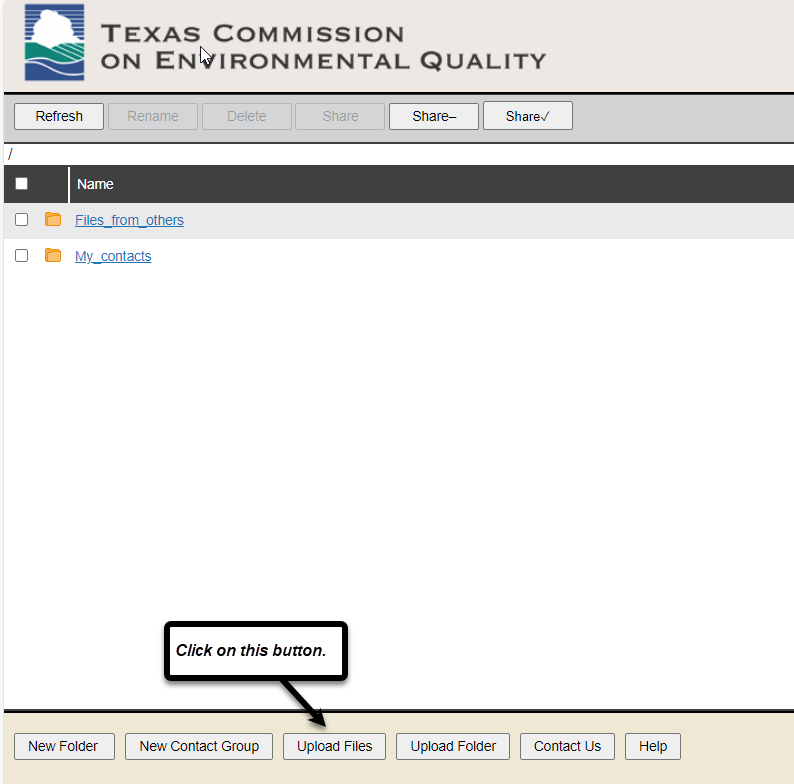 TEXAS COMMISSION
ON ENVIRONMENTAL QUALITY
Refresh Rename Delete Share Share– Share✓
/
Name
Files_from_others
My_contacts
Click on this button.
New Folder New Contact Group Upload Files Upload Folder Contact Us Help